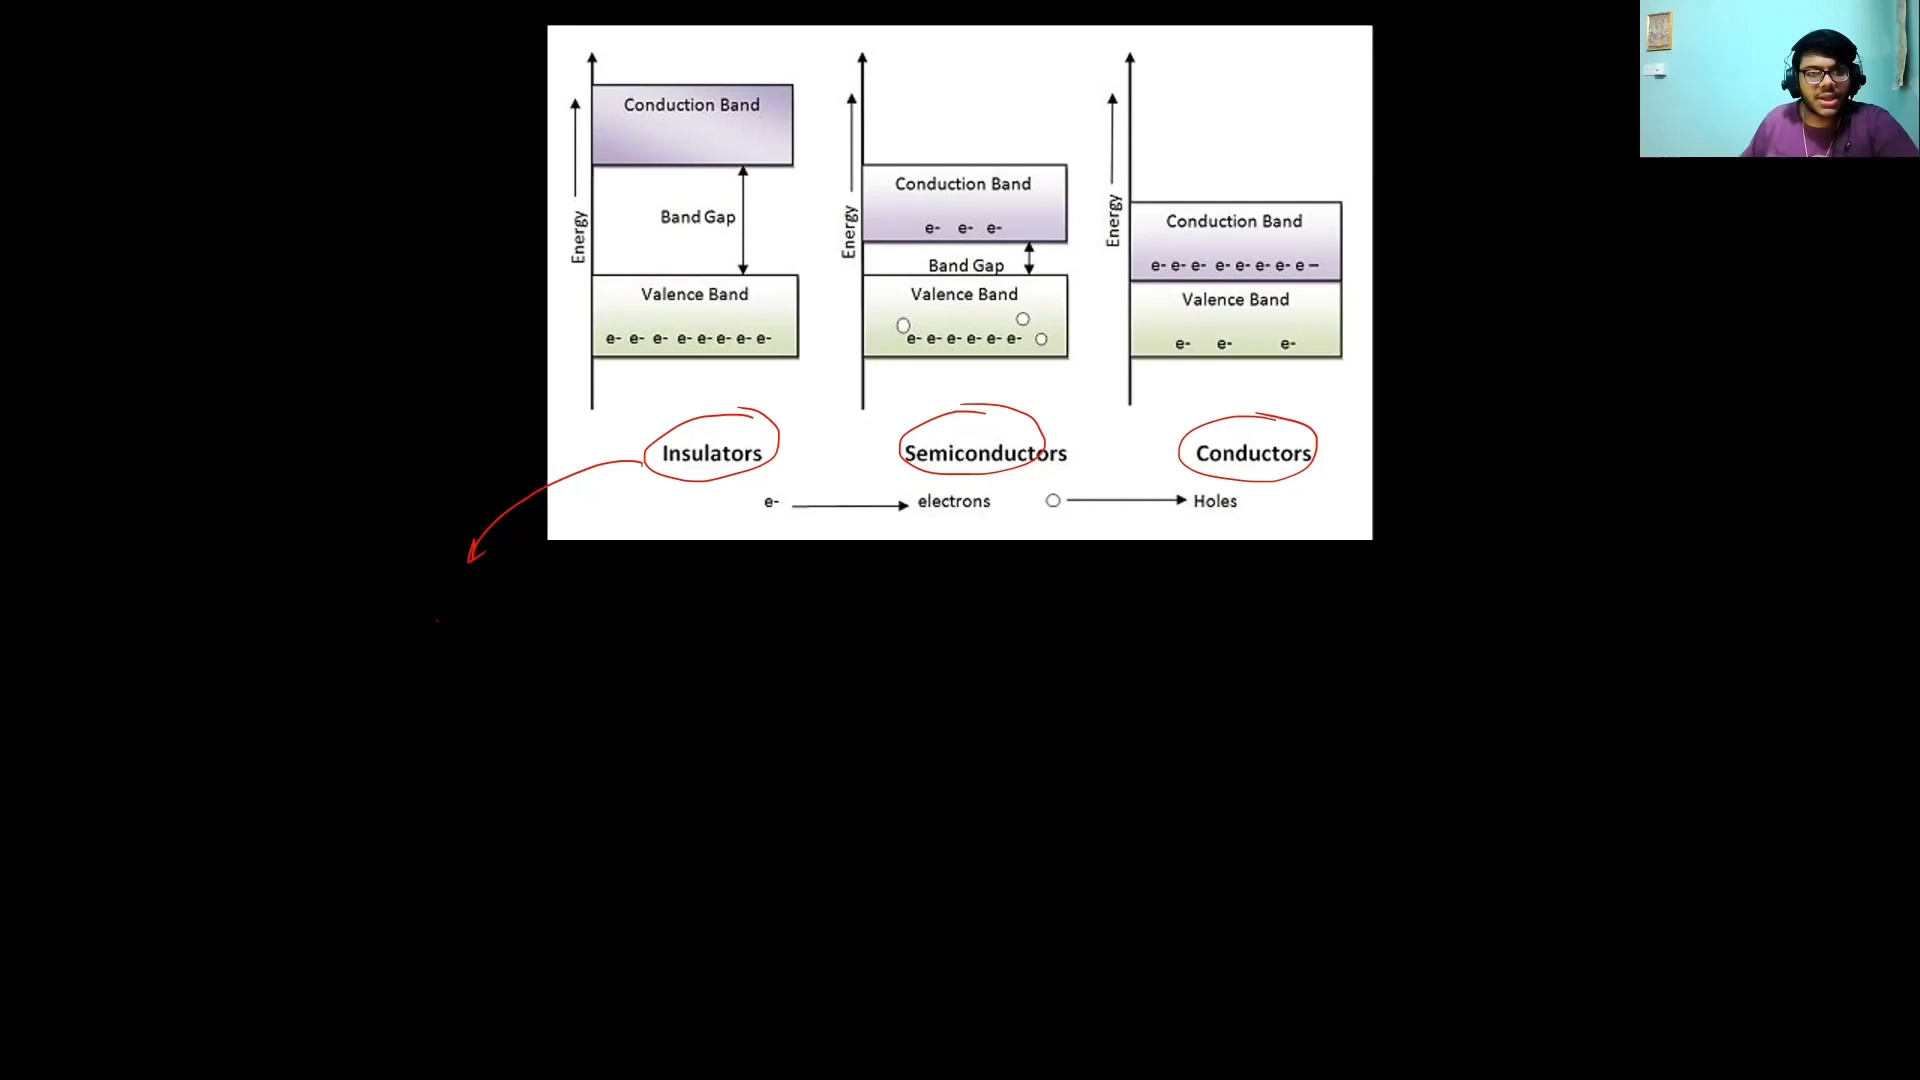 Conduction Band
Energy
Band Gap
Valence Band
e- e- e- e- e- e- e- e-
Insulators
Conduction Band
e- e- e-
Energy
Band Gap
Valence Band
e- e- e- e- e- e-
Semiconductors
Energy
Conduction Band
e- e- e- e- e- e- e- e –
Valence Band
e- e- e-
Conductors
e- electrons
Holes